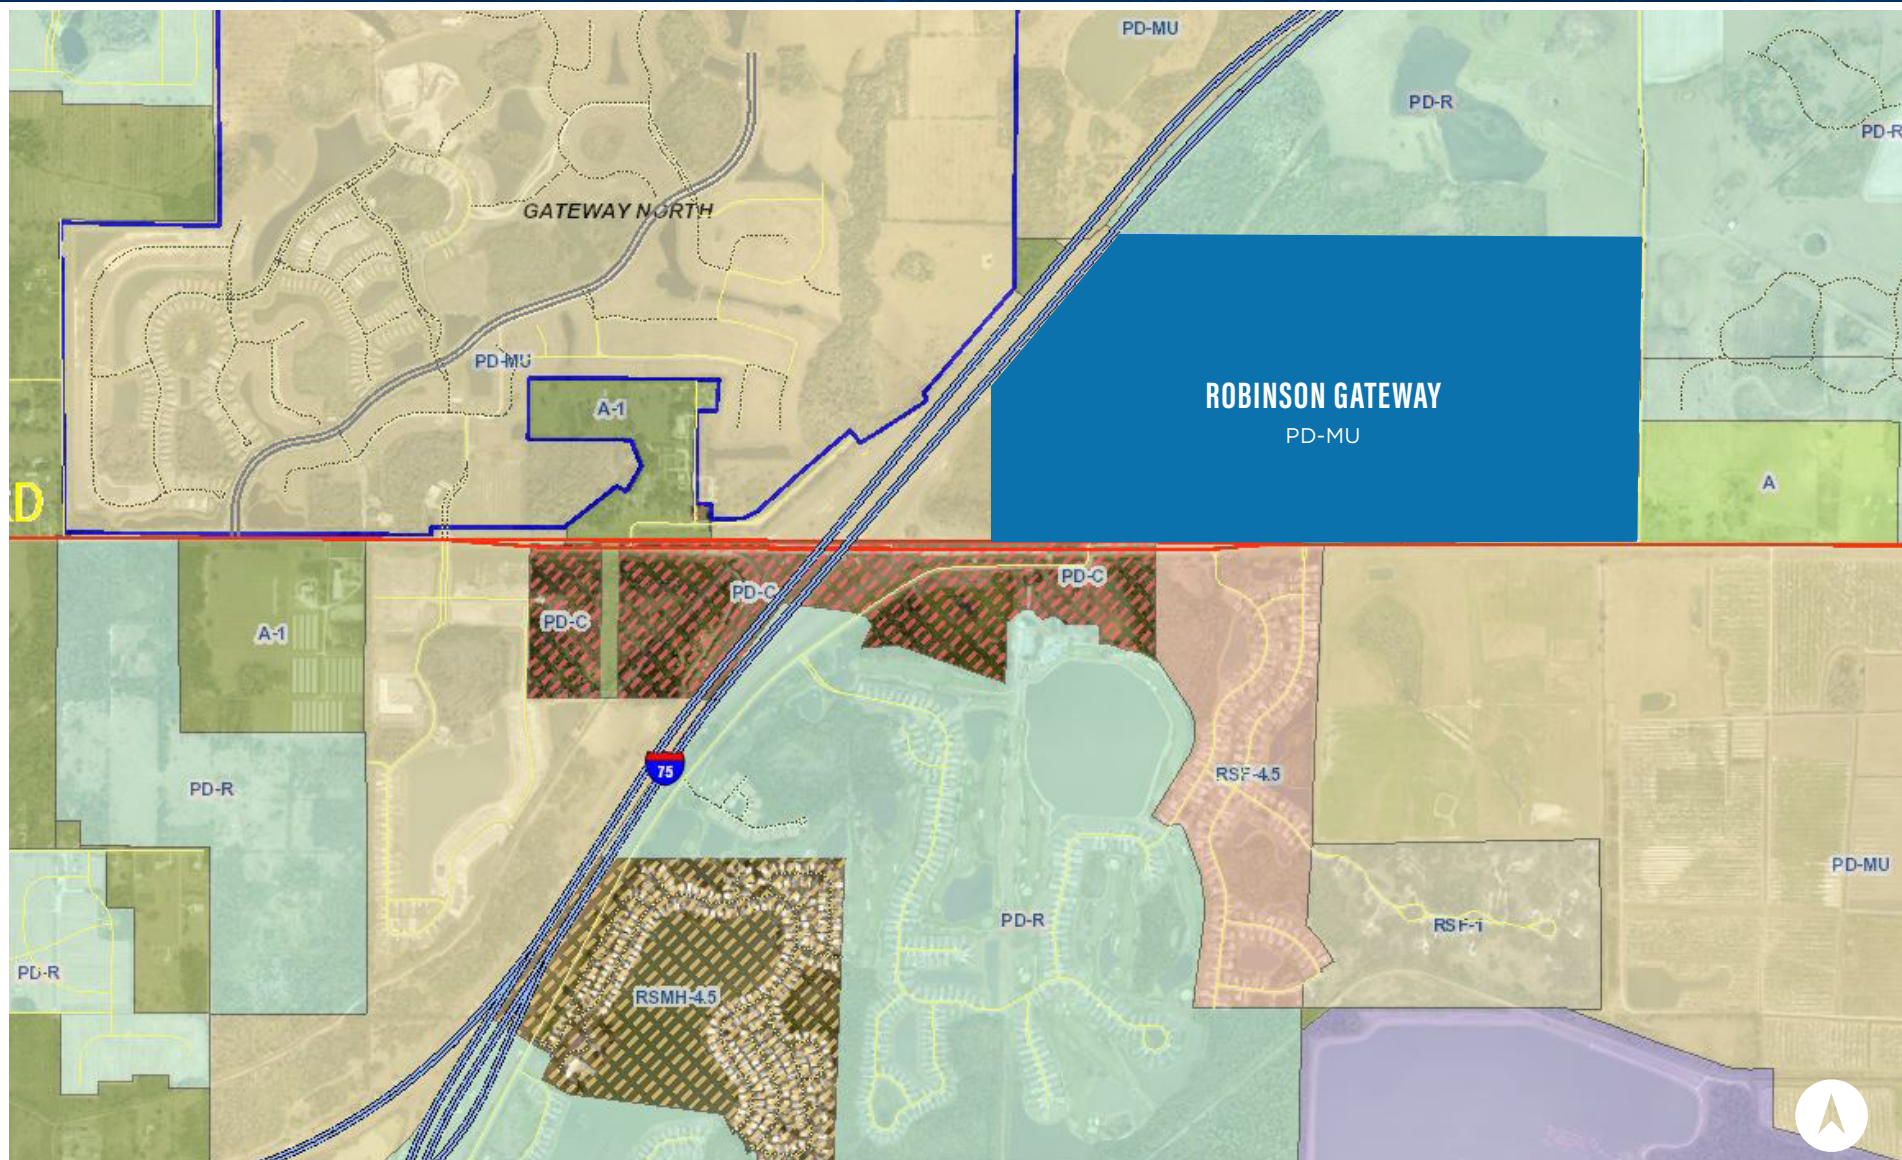 PD-MU
PD-R
PD-R
GATEWAY NORTH
PD-MU
A-1
ROBINSON GATEWAY
PD-MU
A
D
PD-C
PD-C
PD-C
A-1
75
RSF-4.5
PD-R
PD-MU
PD-R
RSF-1
PD-R
RSMH-4.5